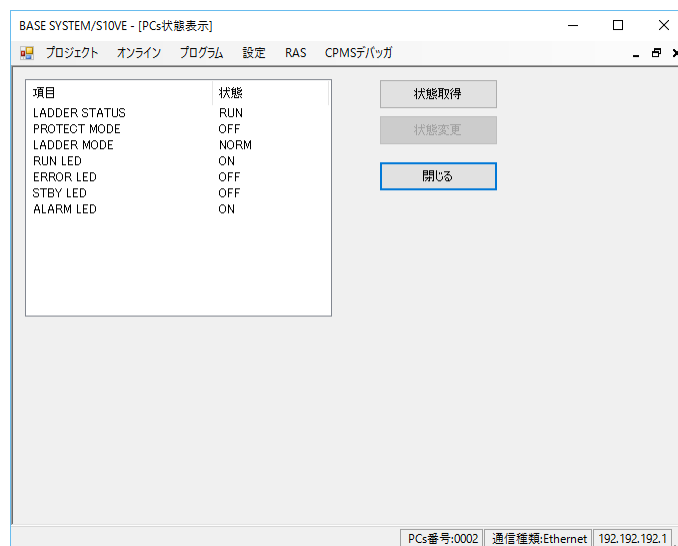 BASE SYSTEM/S10VE - [PCs状態表示]
プロジェクト オンライン プログラム 設定 RAS CPMSデバッガ
項目 状態
LADDER STATUS RUN
PROTECT MODE OFF
LADDER MODE NORM
RUN LED ON
ERROR LED OFF
STBY LED OFF
ALARM LED ON
状態取得
状態変更
閉じる
PCs番号:0002 通信種類:Ethernet 192.192.192.1